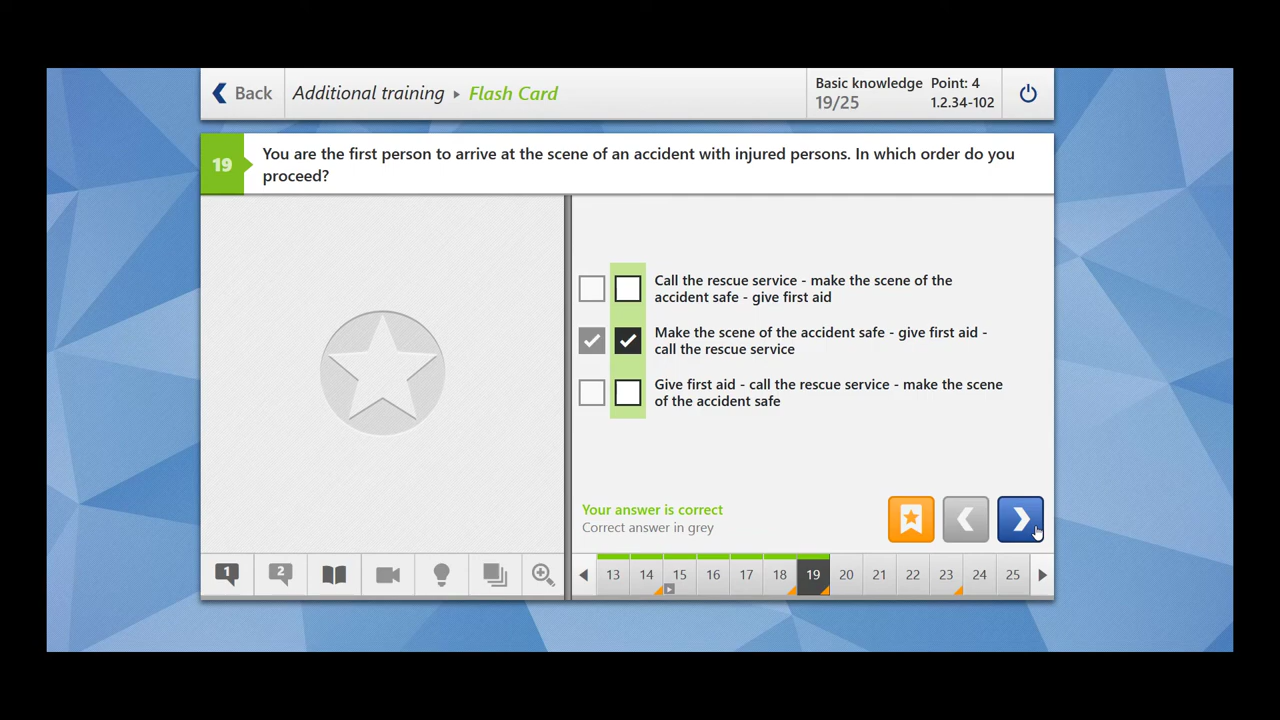 Back
Additional training ▸ Flash Card
Basic knowledge Point: 4
19/25 1.2.34-102
19
You are the first person to arrive at the scene of an accident with injured persons. In which order do you
proceed?
Call the rescue service - make the scene of the
accident safe - give first aid
Make the scene of the accident safe - give first aid -
call the rescue service
Give first aid - call the rescue service - make the scene
of the accident safe
Your answer is correct
Correct answer in grey
1 2
13 14 15 16 17 18 19 20 21 22 23 24 25